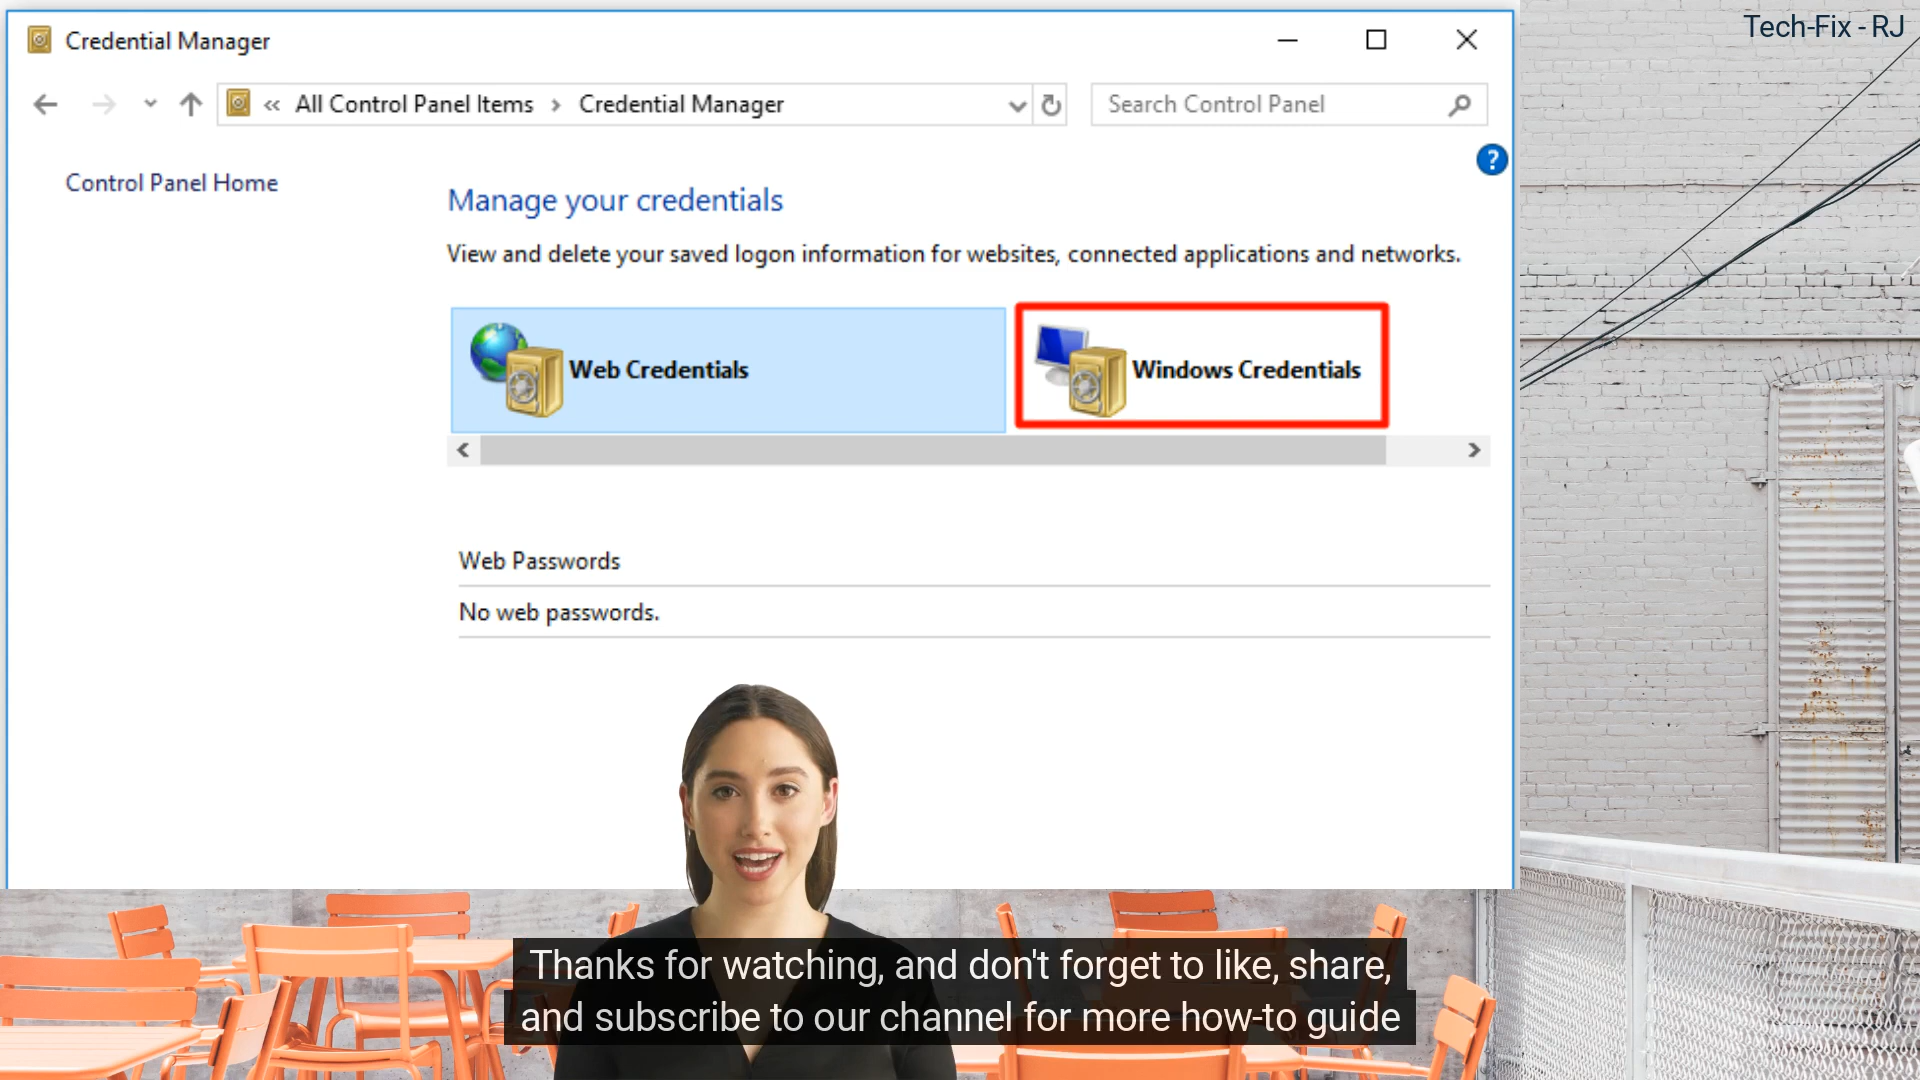 Credential Manager
Tech-Fix - RJ
« All Control Panel Items > Credential Manager
Search Control Panel
?
Control Panel Home
Manage your credentials
View and delete your saved logon information for websites, connected applications and networks.
Web Credentials
Windows Credentials
Web Passwords
No web passwords.
Thanks for watching, and don't forget to like, share,
and subscribe to our channel for more how-to guide